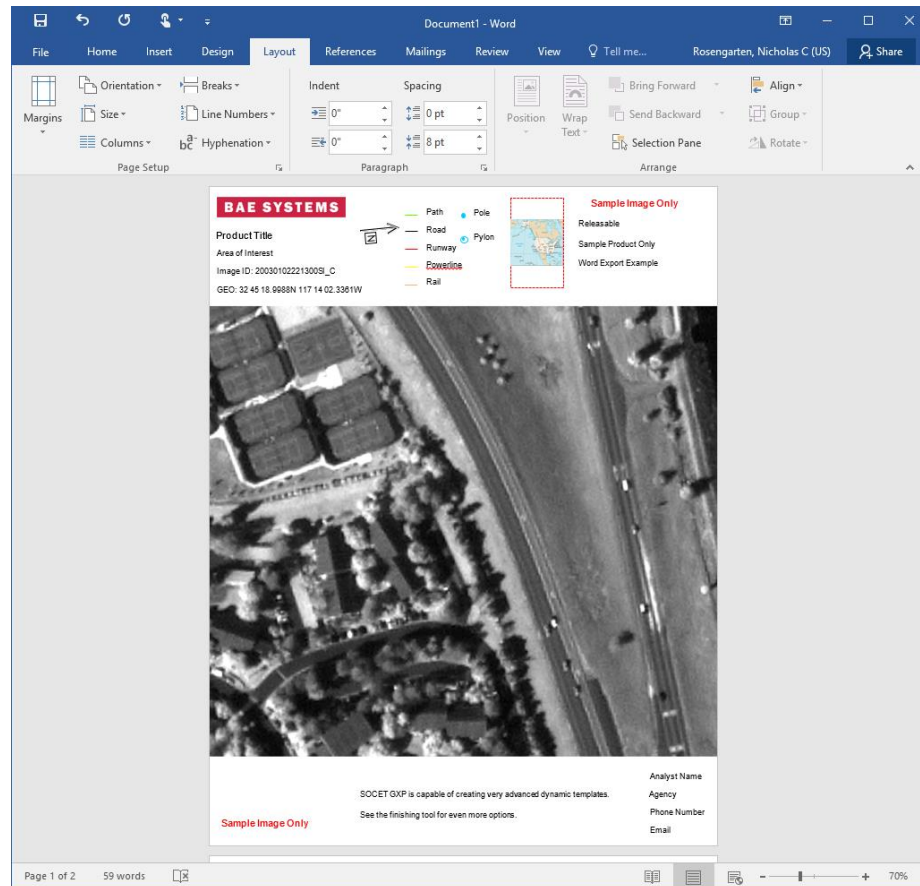 Document1 - Word
File Home Insert Design Layout References Mailings Review View Tell me... Rosengarten, Nicholas C (US) Share
Margins
Orientation
Size
Columns
Breaks
Line Numbers
Hyphenation
Page Setup
Indent
0"
0"
Spacing
0 pt
8 pt
Paragraph
Position
Wrap Text
Bring Forward
Send Backward
Selection Pane
Align
Group
Rotate
Arrange
BAE SYSTEMS
Product Title
Area of Interest
Image ID: 20030102221300SI_C
GEO: 32 45 18.9988N 117 14 02.3361W
N
Path
Road
Runway
Powerline
Rail
Pole
Pylon
Sample Image Only
Releasable
Sample Product Only
Word Export Example
SOCET GXP is capable of creating very advanced dynamic templates.
See the finishing tool for even more options.
Sample Image Only
Analyst Name
Agency
Phone Number
Email
Page 1 of 2 59 words 70%